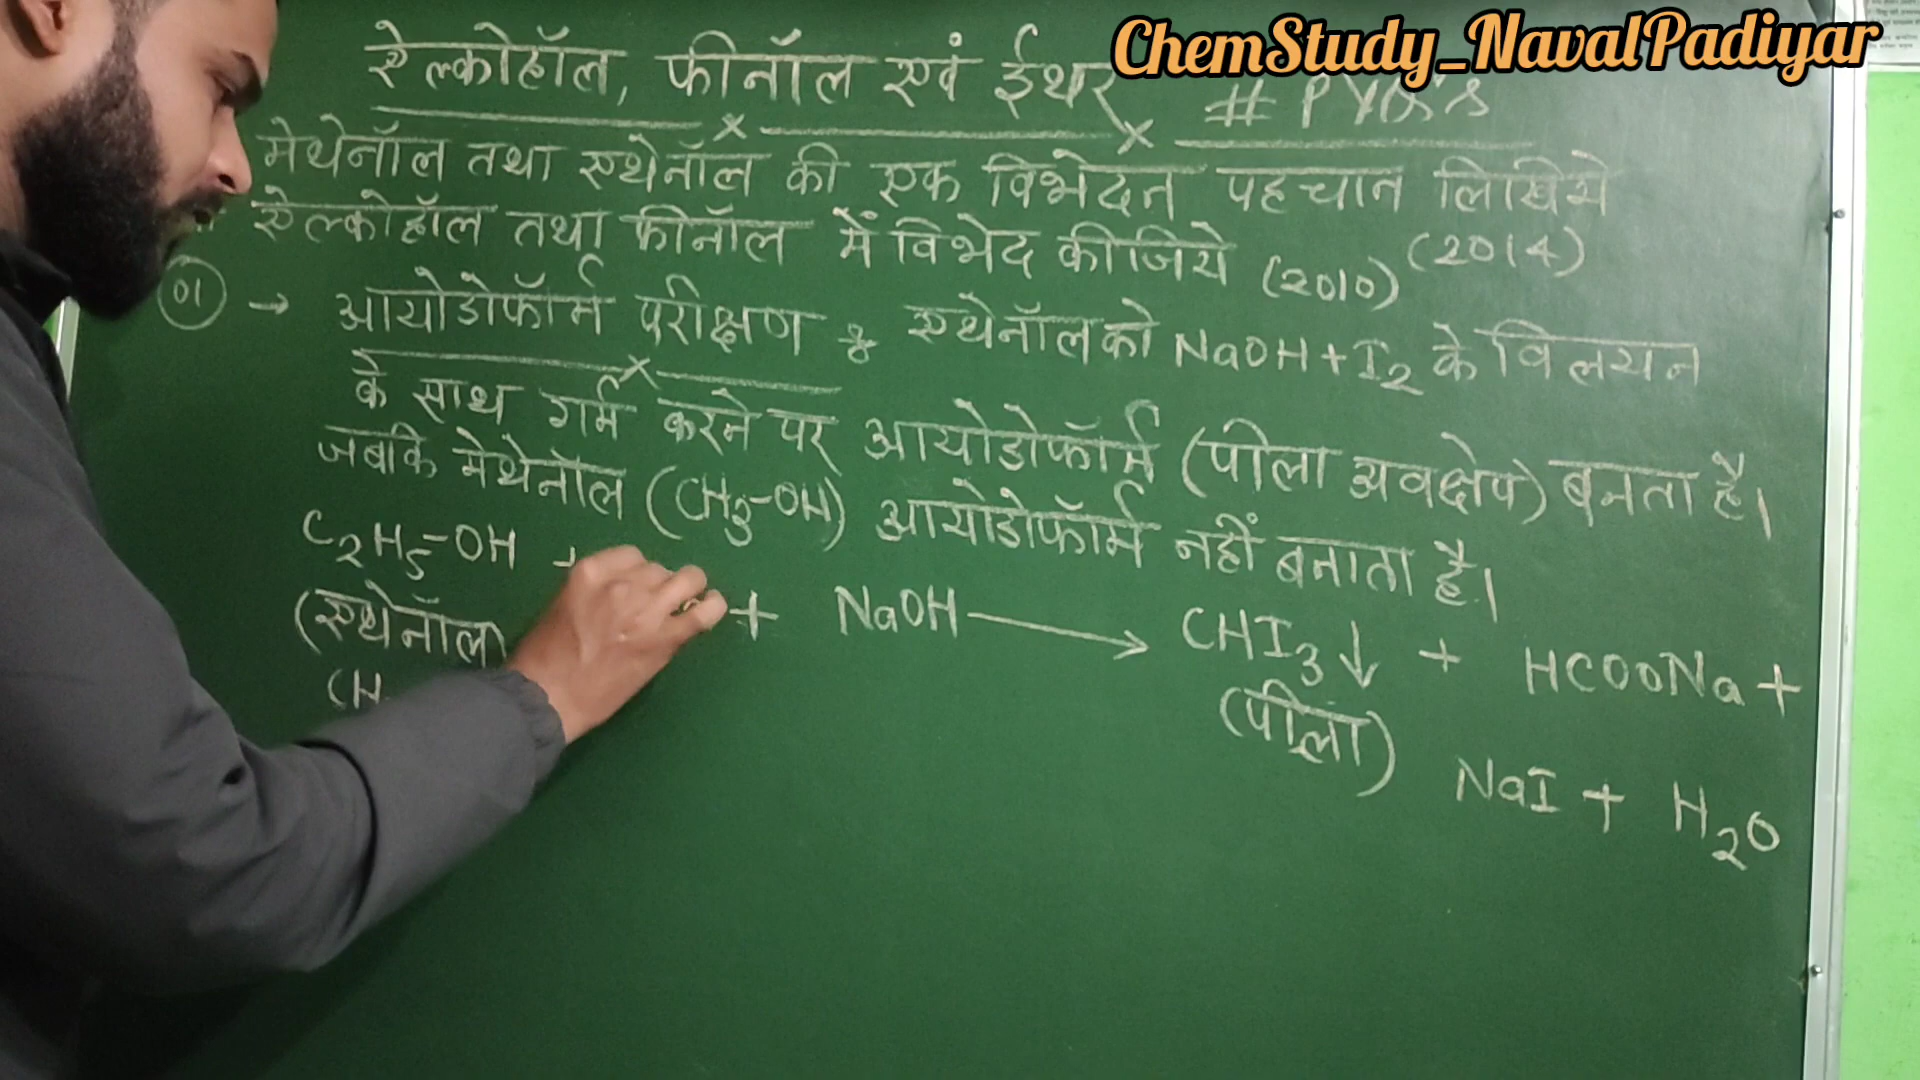 ChemStudy_NavalPadiyar
ऐल्कोहॉल, फीनॉल एवं ईथर # PYQ's
मेथेनॉल तथा एथेनॉल की एक विभेदन पहचान लिखिये (2014)
ऐल्कोहॉल तथा फीनॉल में विभेद कीजिये (2010)
01 → आयोडोफॉर्म परीक्षण : एथेनॉल को NaOH+I2 के विलयन
के साथ गर्म करने पर आयोडोफॉर्म (पीला अवक्षेप) बनता है।
जबकि मेथेनॉल (CH3-OH) आयोडोफॉर्म नहीं बनाता है।
C2H5-OH + + NaOH ⟶ CHI3↓ + HCOONa +
(एथेनॉल) (पीला) NaI + H2O
CH